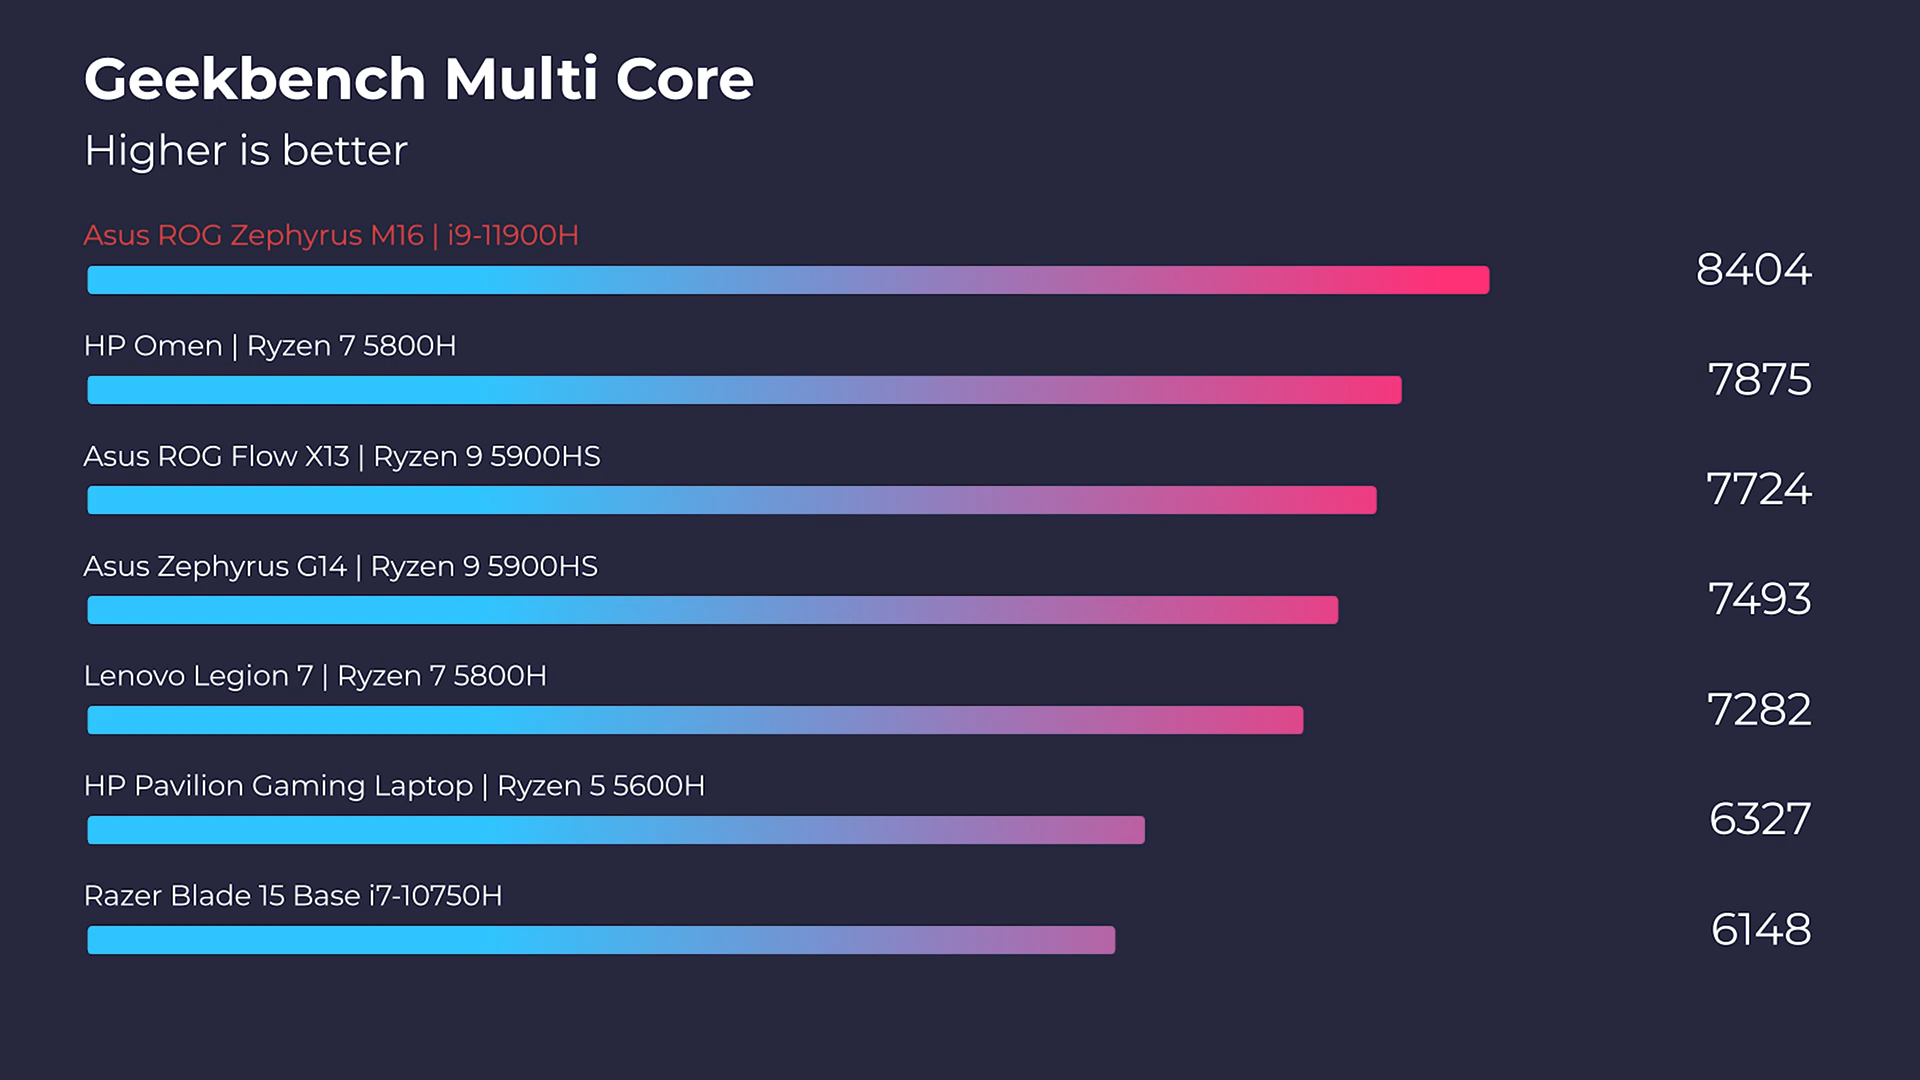 Geekbench Multi Core
Higher is better
Asus ROG Zephyrus M16 | i9-11900H
8404
HP Omen | Ryzen 7 5800H
7875
Asus ROG Flow X13 | Ryzen 9 5900HS
7724
Asus Zephyrus G14 | Ryzen 9 5900HS
7493
Lenovo Legion 7 | Ryzen 7 5800H
7282
HP Pavilion Gaming Laptop | Ryzen 5 5600H
6327
Razer Blade 15 Base i7-10750H
6148